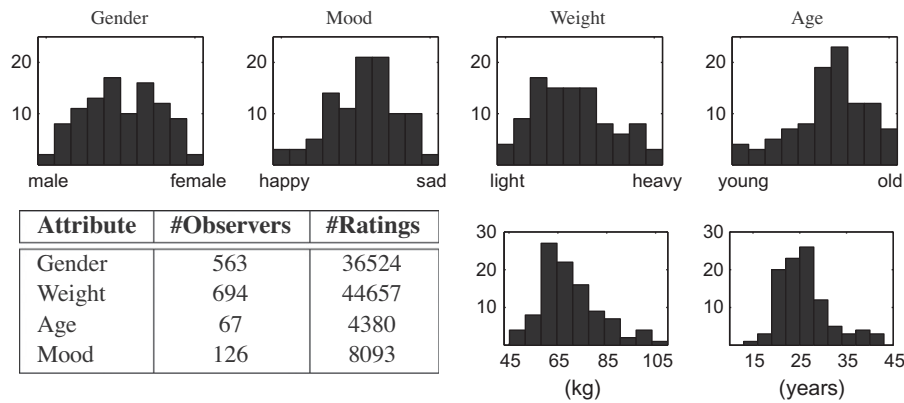 Gender Mood Weight Age
20 20 20 20
10 10 10 10
male female happy sad light heavy young old
Attribute #Observers #Ratings
Gender 563 36524
Weight 694 44657
Age 67 4380
Mood 126 8093
30 30
20 20
10 10
45 65 85 105 15 25 35 45
(kg) (years)